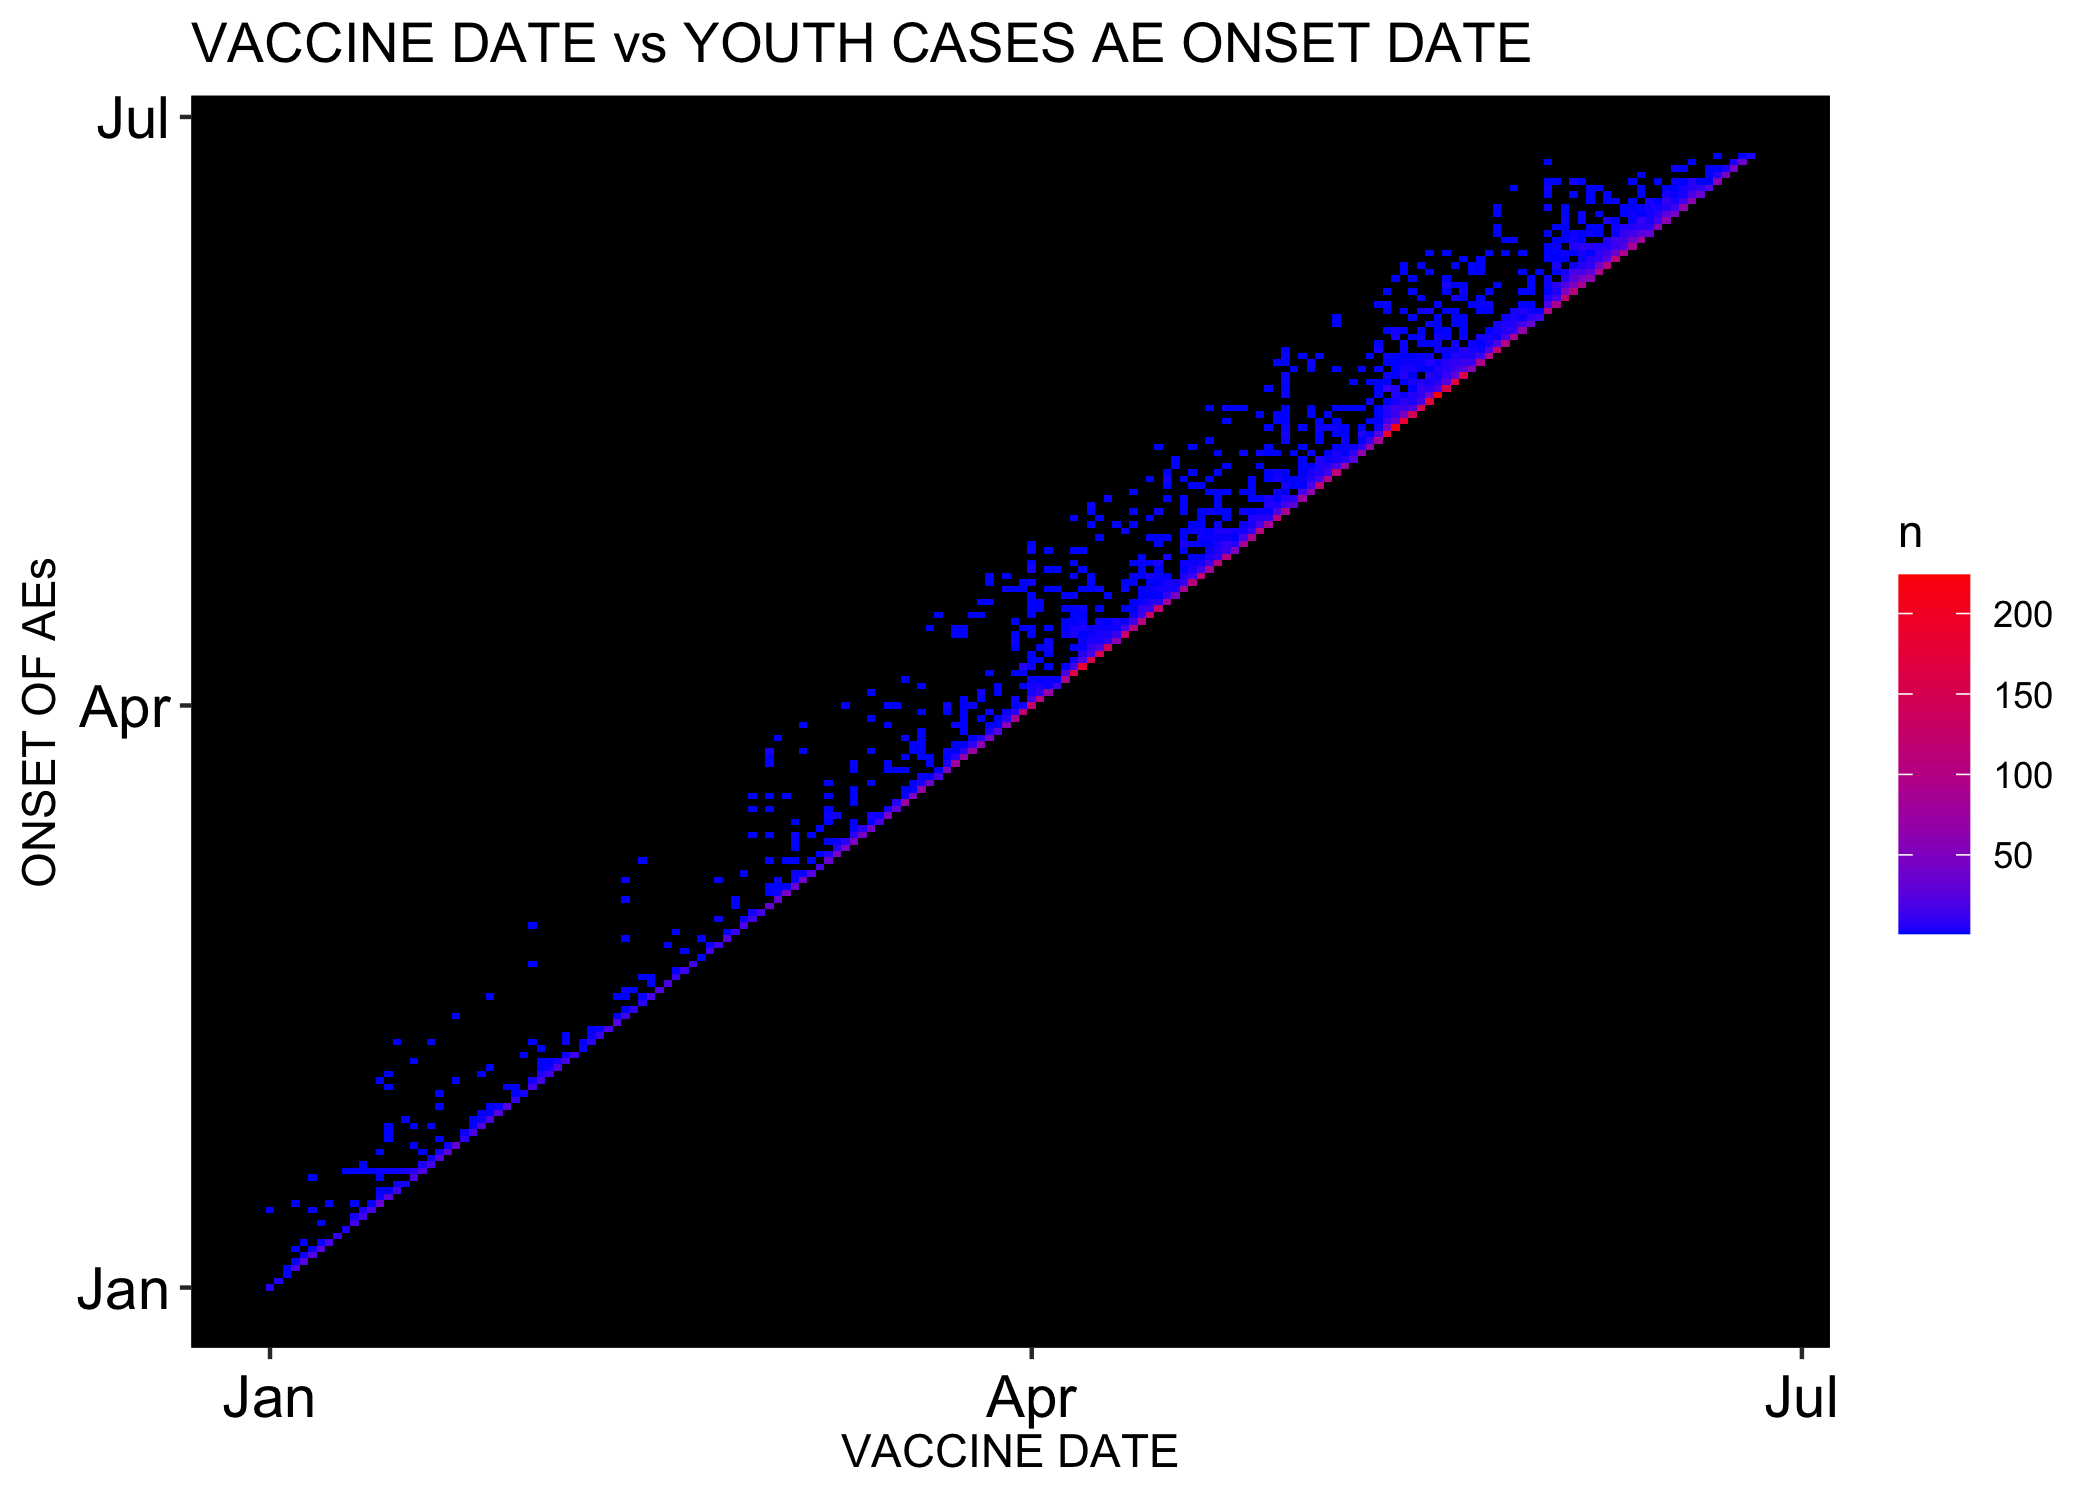 VACCINE DATE vs YOUTH CASES AE ONSET DATE
Jul
Apr
Jan
ONSET OF AEs
Jan
Apr
Jul
VACCINE DATE
n
200
150
100
50